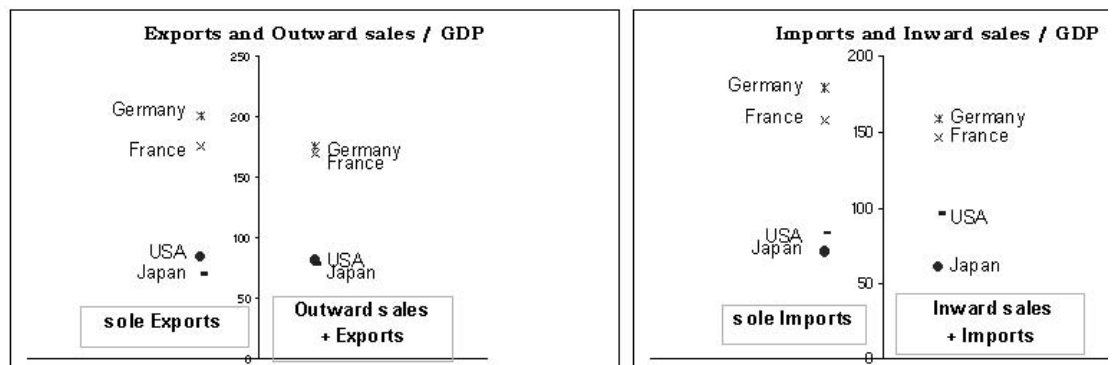 Exports and Outward sales / GDP
250
200
150
100
50
0
Germany
France
USA
Japan
Germany
France
USA
Japan
sole Exports
Outward sales
+ Exports
Imports and Inward sales / GDP
200
150
100
50
0
Germany
France
USA
Japan
Germany
France
USA
Japan
sole Imports
Inward sales
+ Imports